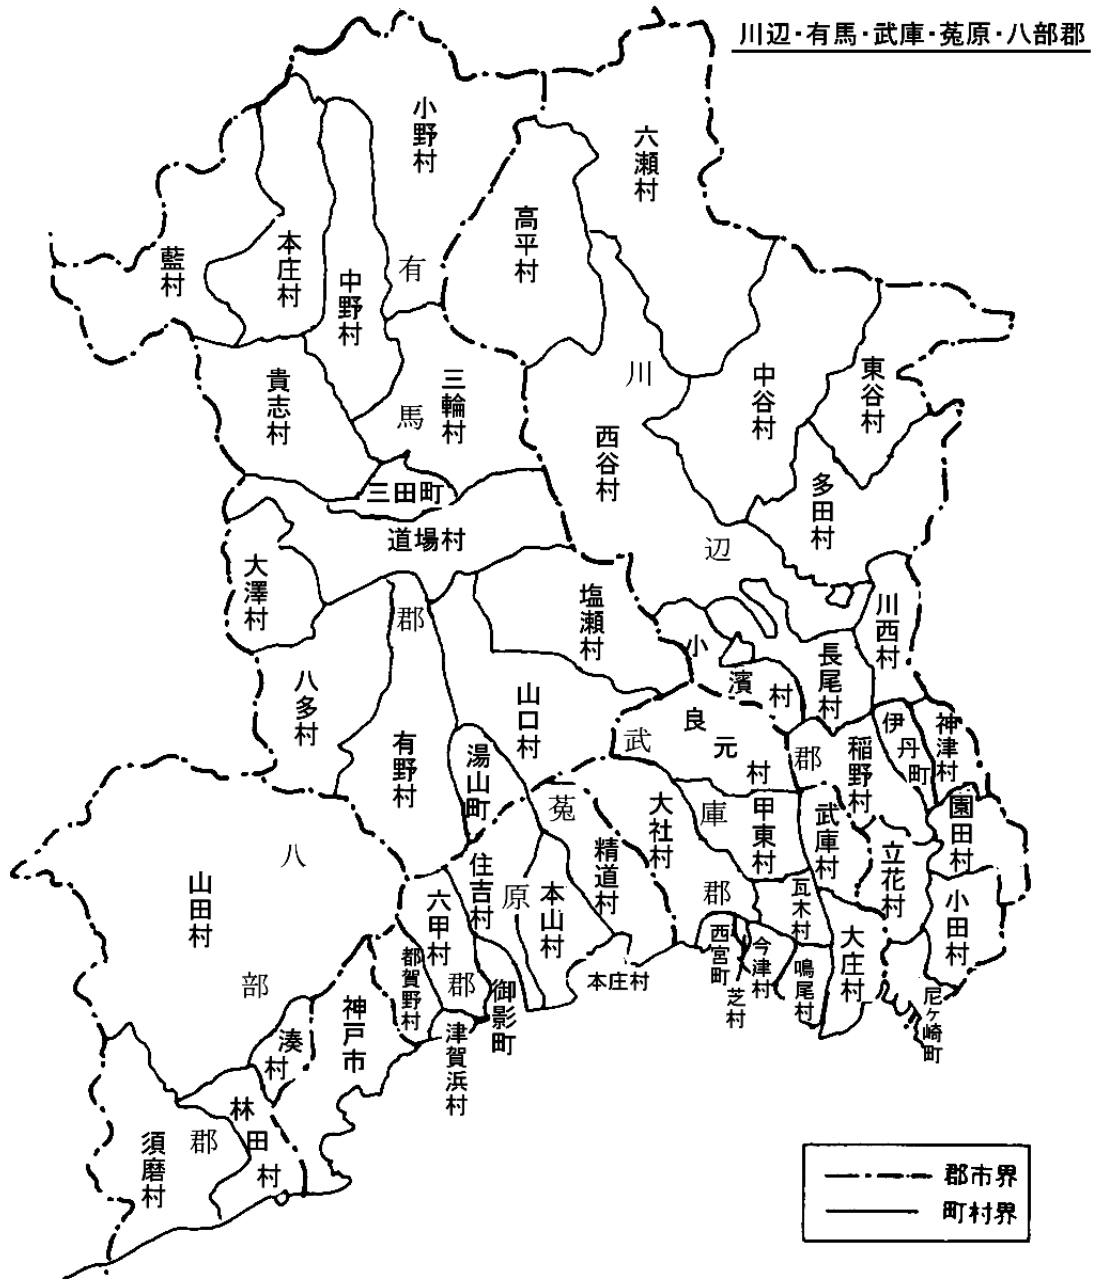 川辺・有馬・武庫・菟原・八部郡
小野村
六瀬村
高平村
藍村
本庄村
中野村
有
川
中谷村
東谷村
貴志村
馬
三輪村
西谷村
多田村
三田町
道場村
辺
大澤村
郡
塩瀬村
小濱村
長尾村
川西村
八多村
有野村
山口村
武
良元村
郡
稲野村
伊丹町
神津村
湯山町
菟
大社村
庫
甲東村
武庫村
園田村
八
山田村
住吉村
精道村
立花村
六甲村
原
本山村
郡
瓦木村
小田村
都賀野村
郡
御影町
本庄村
西宮町
芝村
今津村
鳴尾村
大庄村
尼ヶ崎町
部
神戸市
湊村
津賀浜村
林田村
郡
須磨村
郡市界
町村界